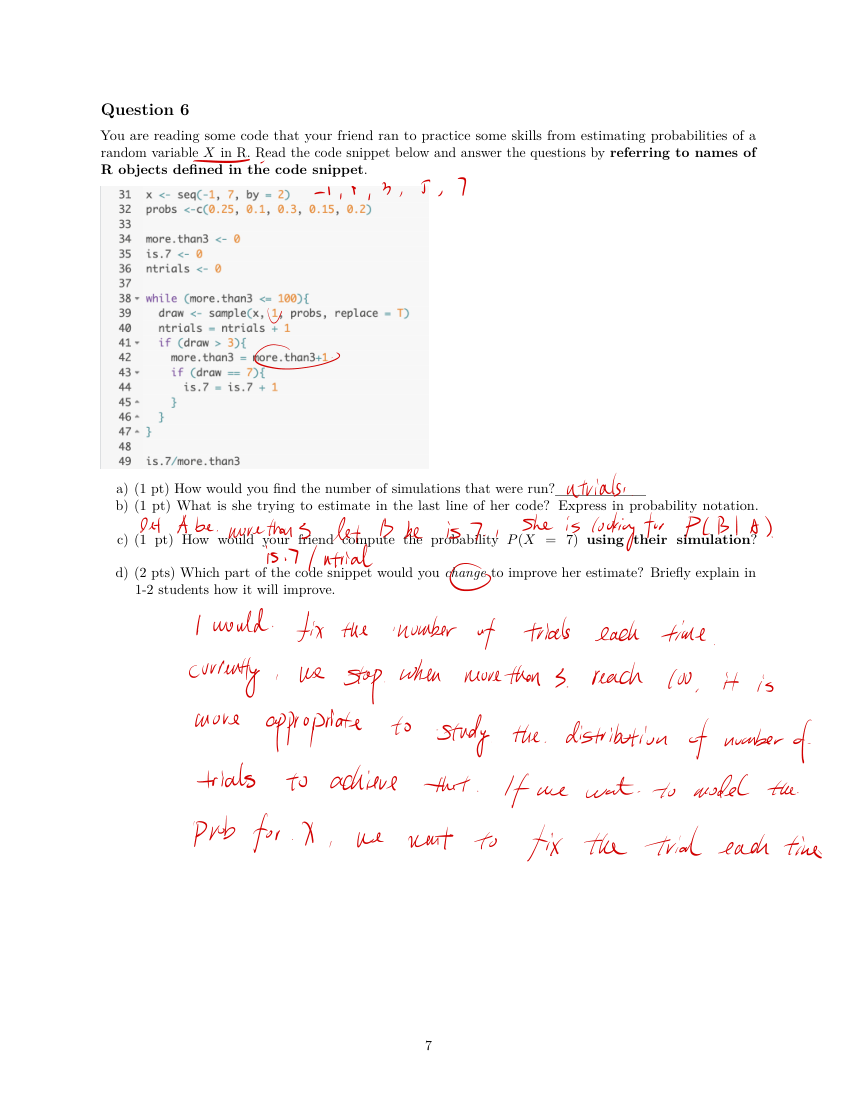 Question 6
You are reading some code that your friend ran to practice some skills from estimating probabilities of a
random variable X in R. Read the code snippet below and answer the questions by referring to names of
R objects defined in the code snippet.
31 x <- seq(-1, 7, by = 2) -1, 1, 3, 5, 7
32 probs <-c(0.25, 0.1, 0.3, 0.15, 0.2)
33
34 more.than3 <- 0
35 is.7 <- 0
36 ntrials <- 0
37
38 while (more.than3 <= 100){
39 draw <- sample(x, 1, probs, replace = T)
40 ntrials = ntrials + 1
41 if (draw > 3){
42 more.than3 = more.than3+1
43 if (draw == 7){
44 is.7 = is.7 + 1
45 }
46 }
47 }
48
49 is.7/more.than3
a) (1 pt) How would you find the number of simulations that were run? ntrials.
b) (1 pt) What is she trying to estimate in the last line of her code? Express in probability notation.
let A be more than 3 let B be is 7, she is looking for P(B|A)
c) (1 pt) How would your friend compute the probability P(X = 7) using their simulation?
is.7 / ntrial
d) (2 pts) Which part of the code snippet would you change to improve her estimate? Briefly explain in
1-2 students how it will improve.
I would fix the number of trials each time.
currently, we stop when more than 3 reach 100, it is
more appropriate to study the distribution of number of
trials to achieve that. If we want to model the
prob for X, we want to fix the trial each time
7